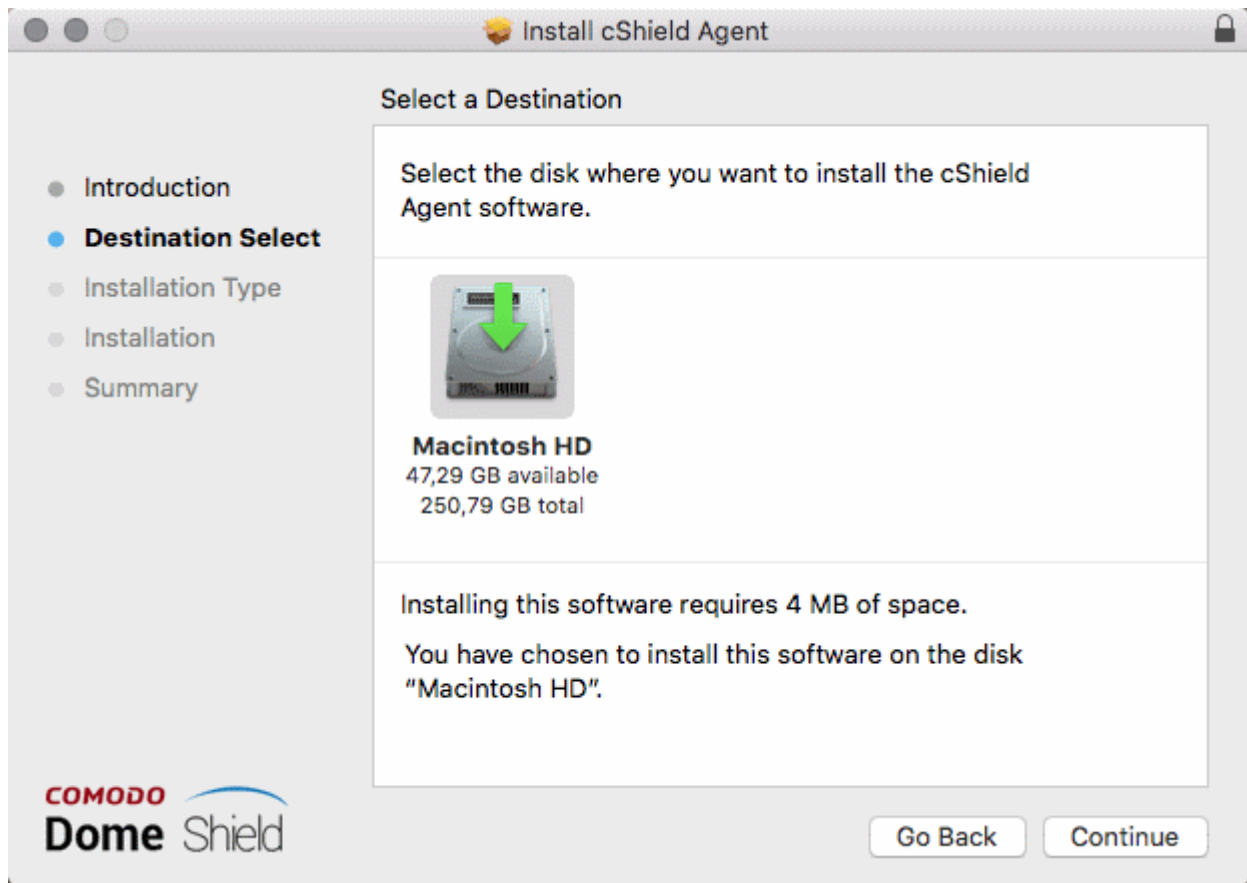 Install cShield Agent
Select a Destination
Introduction
Destination Select
Installation Type
Installation
Summary
Select the disk where you want to install the cShield
Agent software.
Macintosh HD
47,29 GB available
250,79 GB total
Installing this software requires 4 MB of space.
You have chosen to install this software on the disk
“Macintosh HD”.
COMODO
Dome Shield
Go Back
Continue